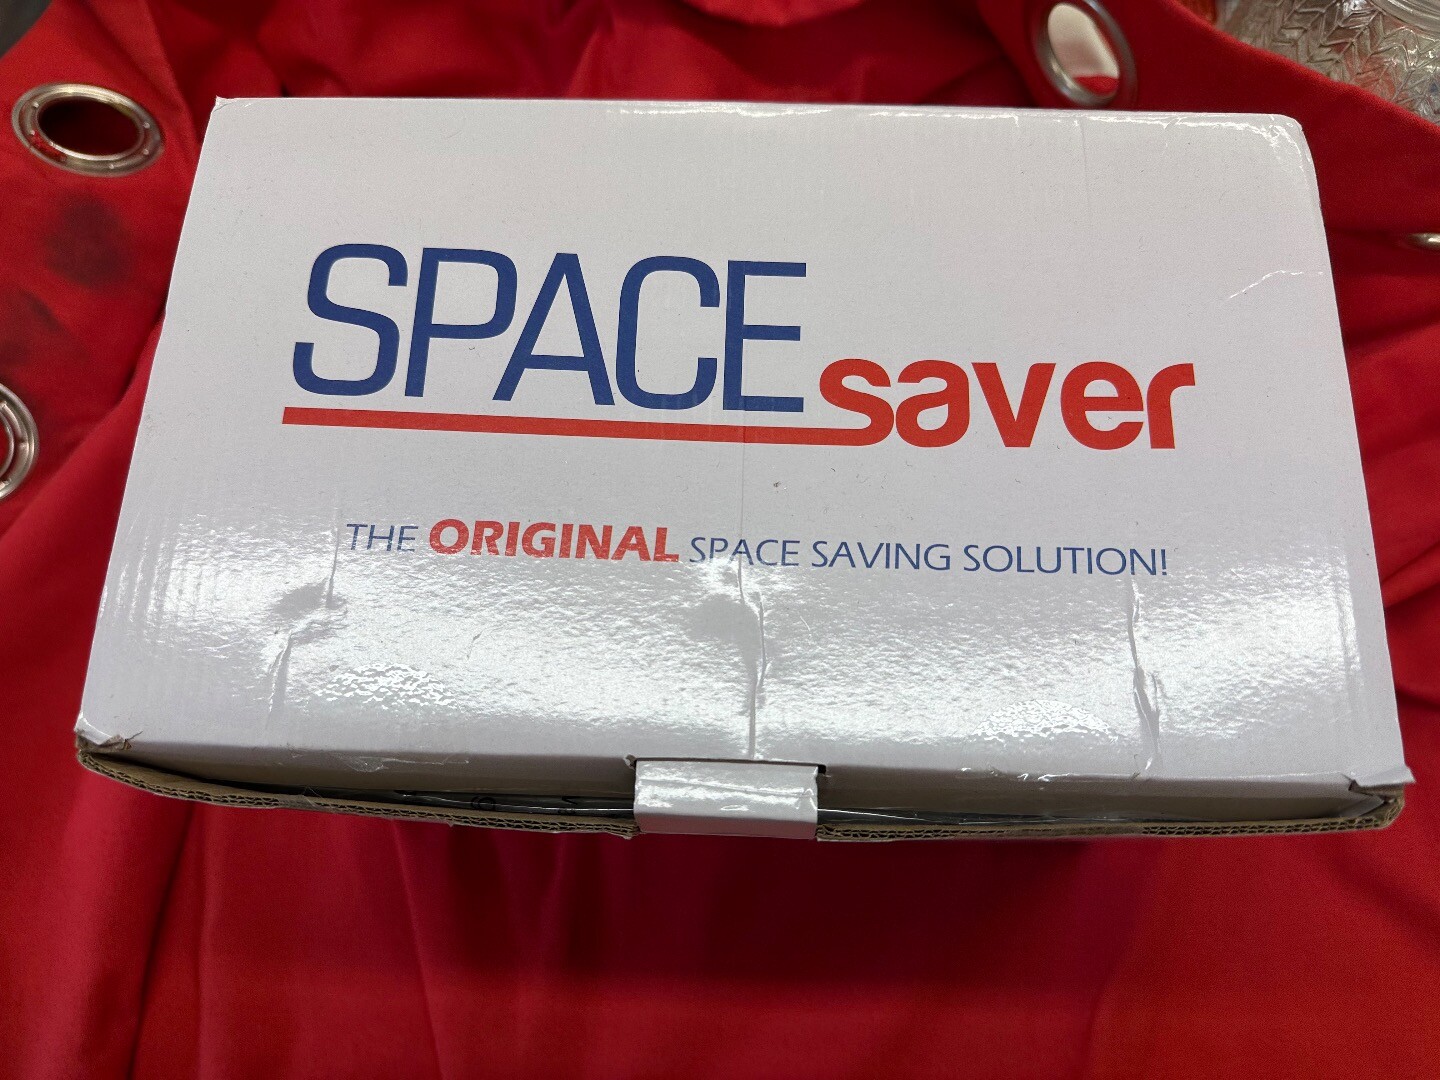 SPACE saver
THE ORIGINAL SPACE SAVING SOLUTION!